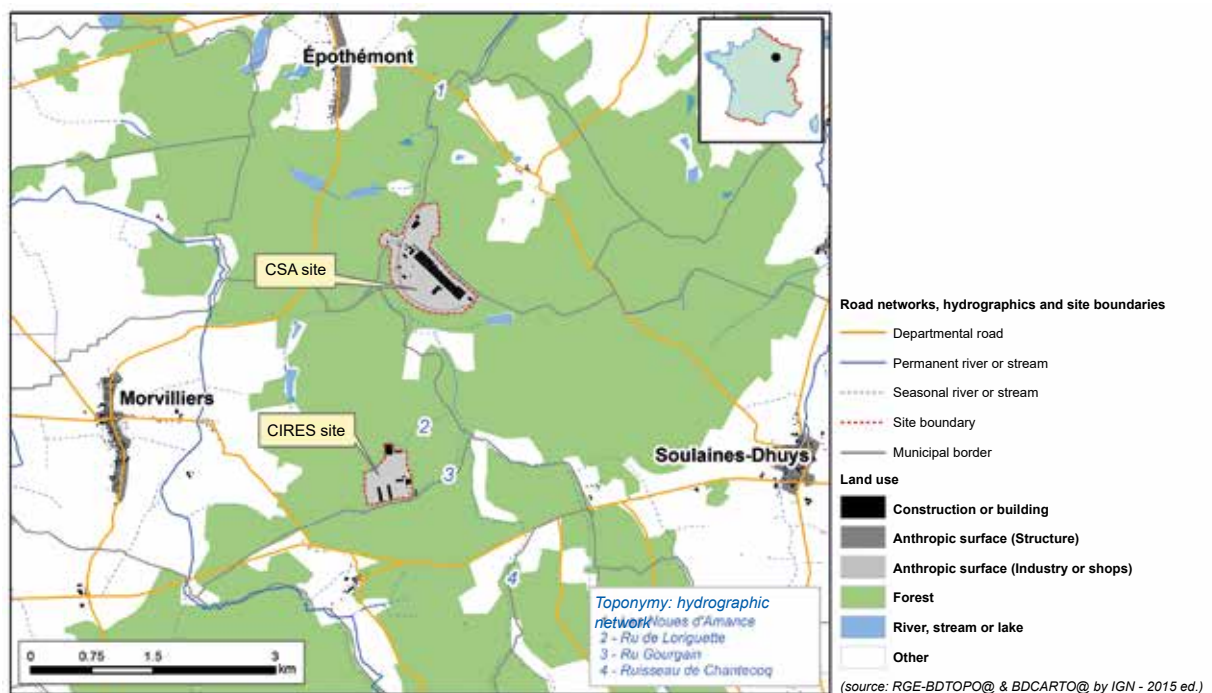 Épothémont
1
CSA site
Morvilliers
CIRES site
2
3
Soulaines-Dhuys
4
Toponymy: hydrographic
network
Noues d'Amance
2 - Ru de Loriguette
3 - Ru Gourgain
4 - Ruisseau de Chantecoq
0 0.75 1.5 3
km
Road networks, hydrographics and site boundaries
Departmental road
Permanent river or stream
Seasonal river or stream
Site boundary
Municipal border
Land use
Construction or building
Anthropic surface (Structure)
Anthropic surface (Industry or shops)
Forest
River, stream or lake
Other
(source: RGE-BDTOPO@ & BDCARTO@ by IGN - 2015 ed.)